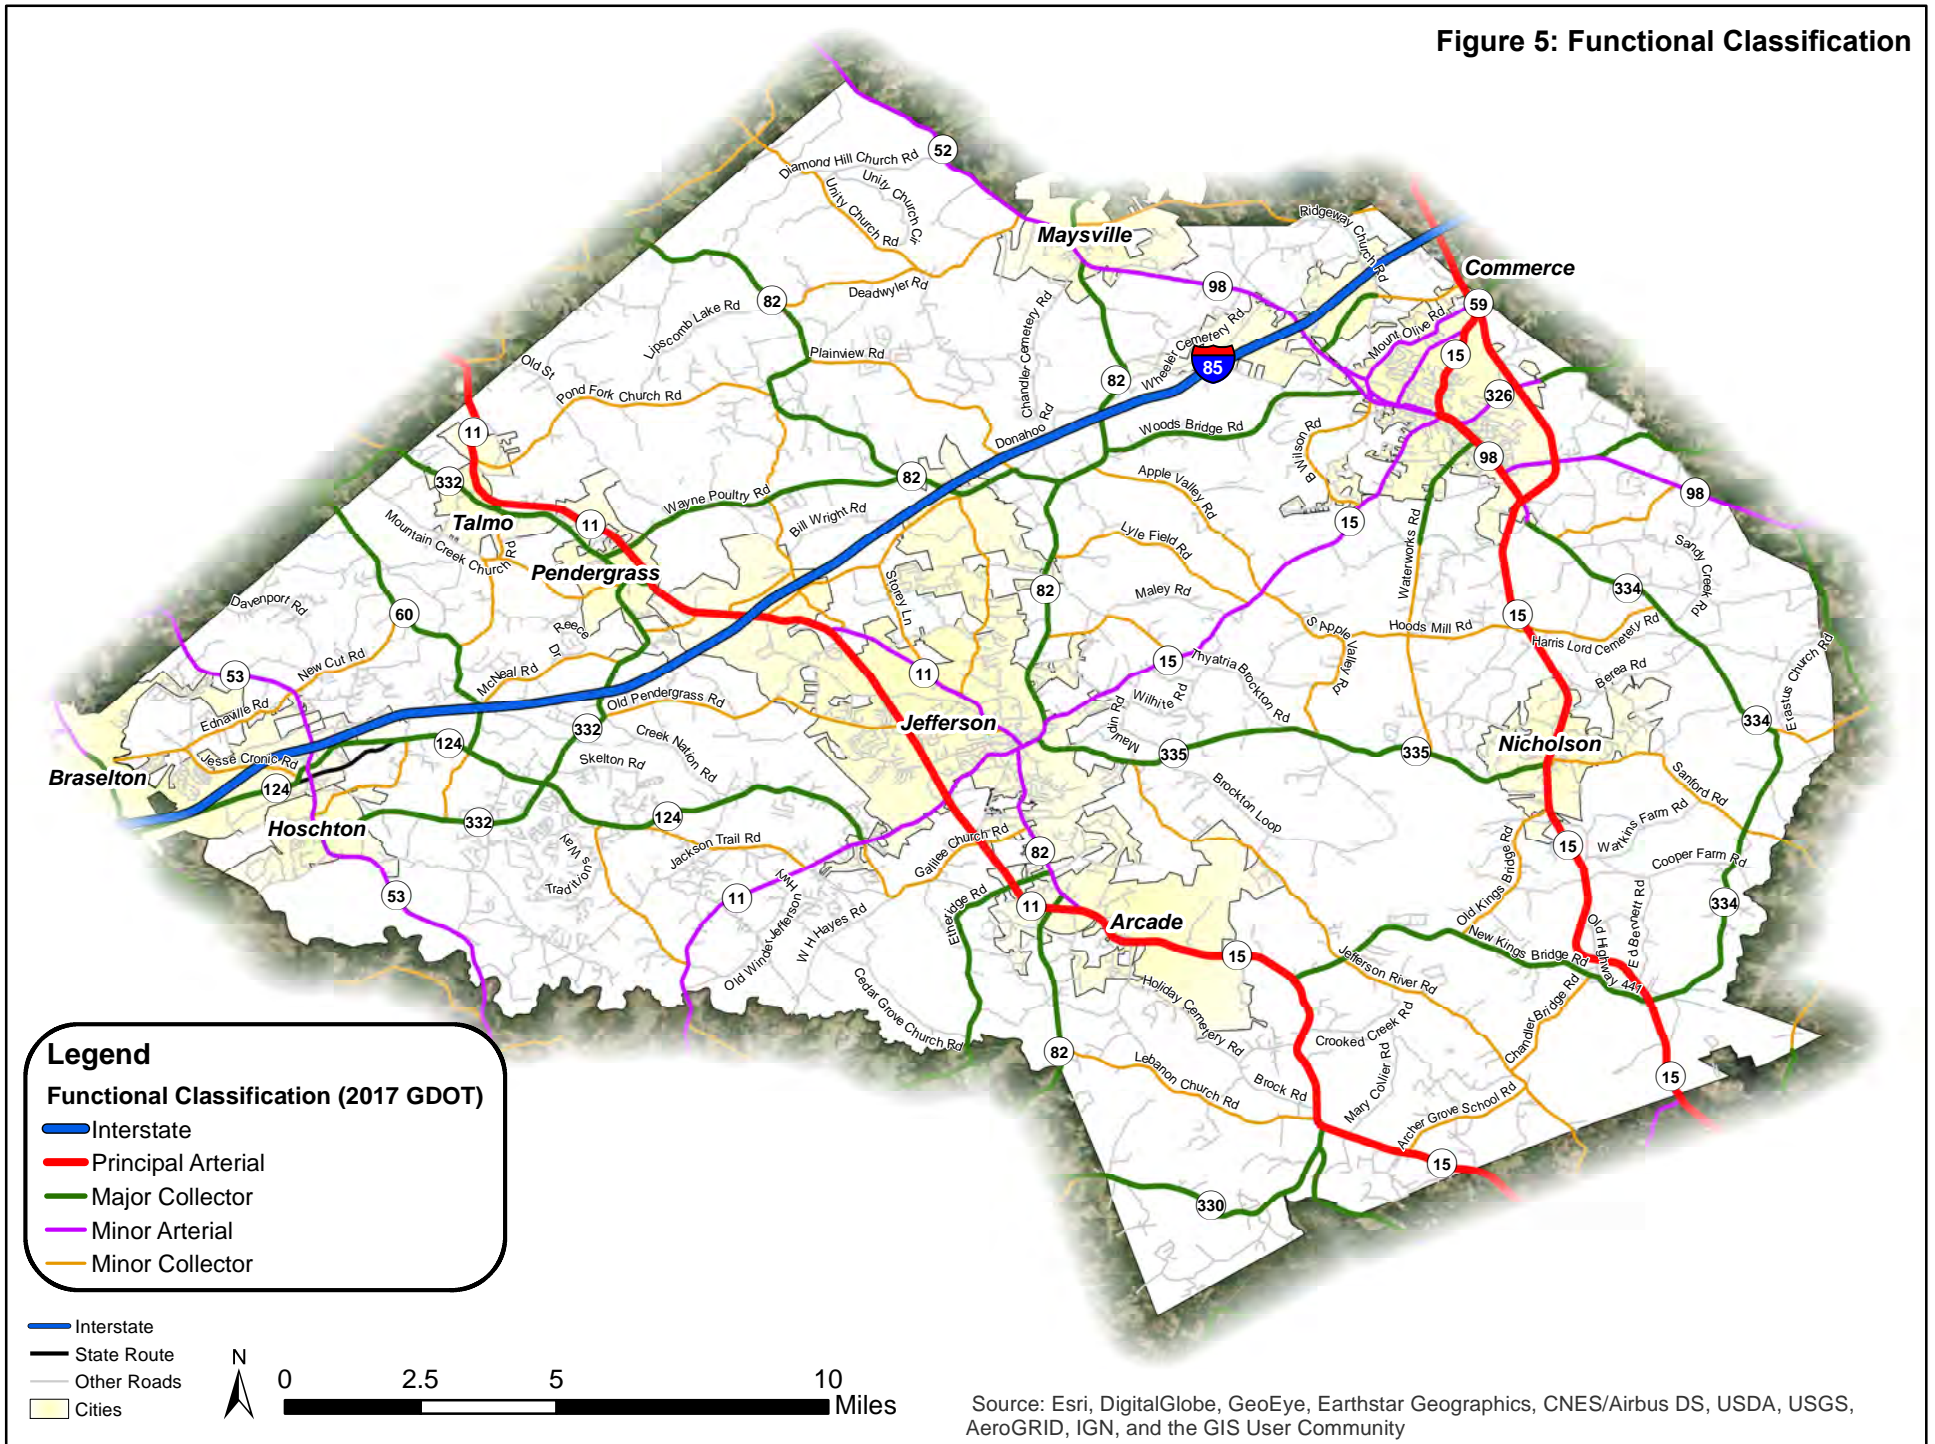 Figure 5: Functional Classification
52
Diamond Hill Church Rd
Unity Church Cir
Unity Church Rd
Maysville
Ridgeway Church Rd
Commerce
82
Deadwyler Rd
98
59
Lipscomb Lake Rd
Chandler Cemetery Rd
Wheeler Cemetery Rd
Mount Olive Rd
Old St
Plainview Rd
85
15
Pond Fork Church Rd
82
326
11
Donahoo Rd
Woods Bridge Rd
B Wilson Rd
98
332
82
Wayne Poultry Rd
Apple Valley Rd
98
Talmo
11
Bill Wright Rd
15
Mountain Creek Church Rd
Lyle Field Rd
Waterworks Rd
Sandy Creek Rd
Pendergrass
Storey Ln
82
Maley Rd
334
Davenport Rd
60
Reece Dr
S Apple Valley Rd
Hoods Mill Rd
15
Harris Lord Cemetery Rd
New Cut Rd
53
McNeal Rd
11
15
Thyatria Brockton Rd
Berea Rd
Erastus Church Rd
Ednaville Rd
Old Pendergrass Rd
Wilhite Rd
Mauldin Rd
Jefferson
332
334
Jesse Cronic Rd
124
Creek Nation Rd
335
335
Nicholson
Braselton
Skelton Rd
124
Sanford Rd
Brockton Loop
Hoschton
332
124
Watkins Farm Rd
Jackson Trail Rd
Galilee Church Rd
82
15
Cooper Farm Rd
Tradition Way
Old Kings Bridge Rd
53
11
Old Winder Jefferson Hwy
W H Hayes Rd
Etheridge Rd
11
Arcade
Ed Bennett Rd
334
Old Highway 441
New Kings Bridge Rd
15
Jefferson River Rd
Holiday Cemetery Rd
Cedar Grove Church Rd
Crooked Creek Rd
Chandler Bridge Rd
82
Lebanon Church Rd
Brock Rd
Mary Collier Rd
15
Archer Grove School Rd
15
330
Legend
Functional Classification (2017 GDOT)
Interstate
Principal Arterial
Major Collector
Minor Arterial
Minor Collector
Interstate
State Route
Other Roads
Cities
N
0 2.5 5 10
Miles
Source: Esri, DigitalGlobe, GeoEye, Earthstar Geographics, CNES/Airbus DS, USDA, USGS,
AeroGRID, IGN, and the GIS User Community